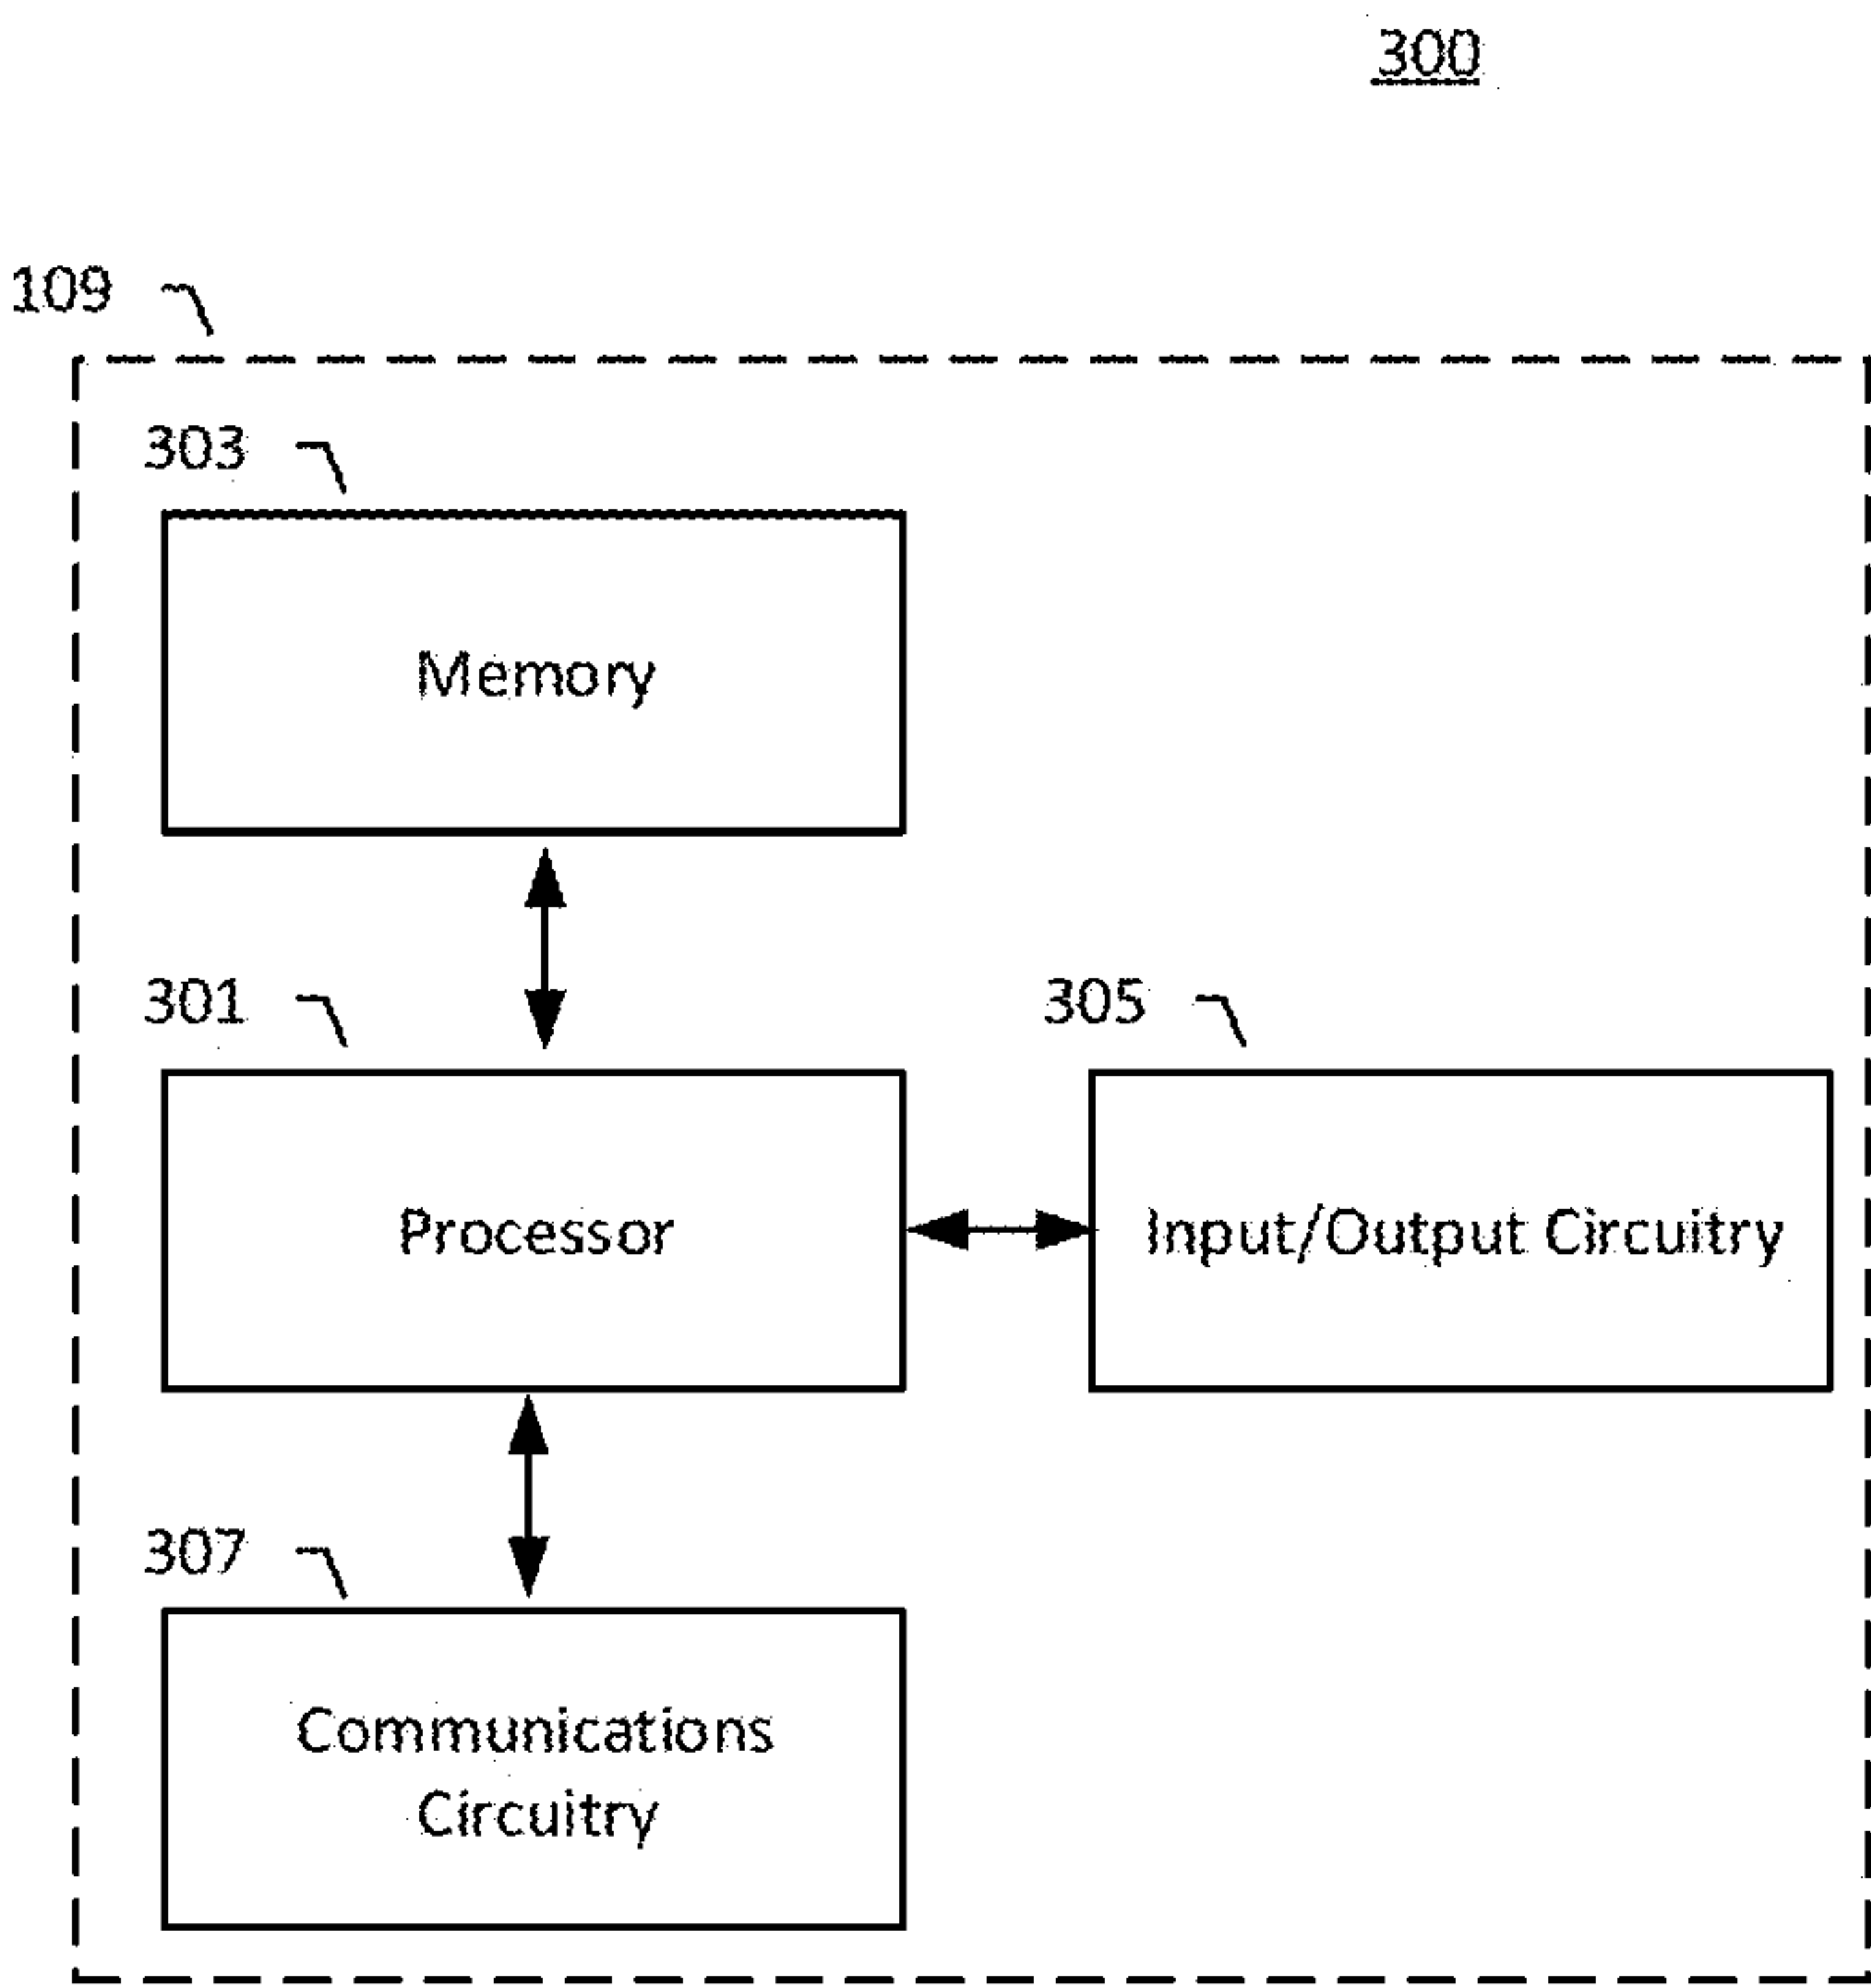 300
109
303
Memory
301
305
Processor
Input/Output Circuitry
307
Communications
Circuitry